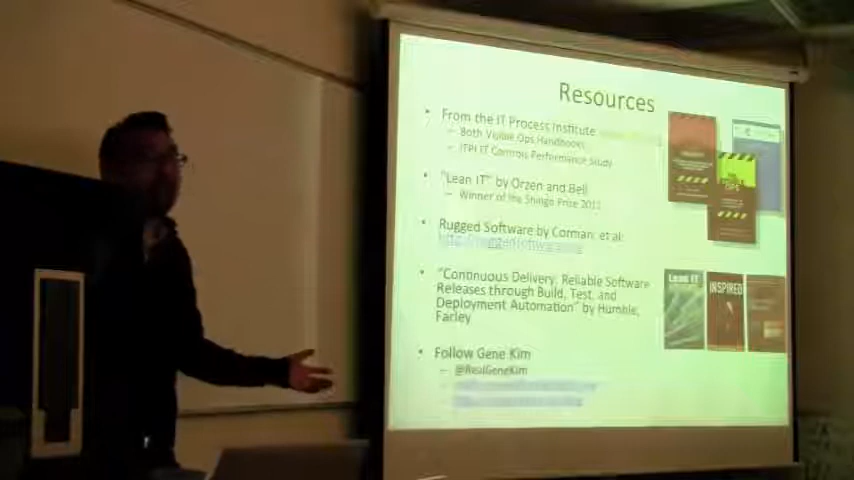 Resources
• From the IT Process Institute
– Both Visible Ops Handbooks
– ITPI IT Controls Performance Study
• "Lean IT" by Orzen and Bell
– Winner of the Shingo Prize 2011
• Rugged Software by Corman, et al:
• "Continuous Delivery: Reliable Software
Releases through Build, Test, and
Deployment Automation" by Humble,
Farley
• Follow Gene Kim
– @RealGeneKim
OPS
Lean IT
INSPIRED